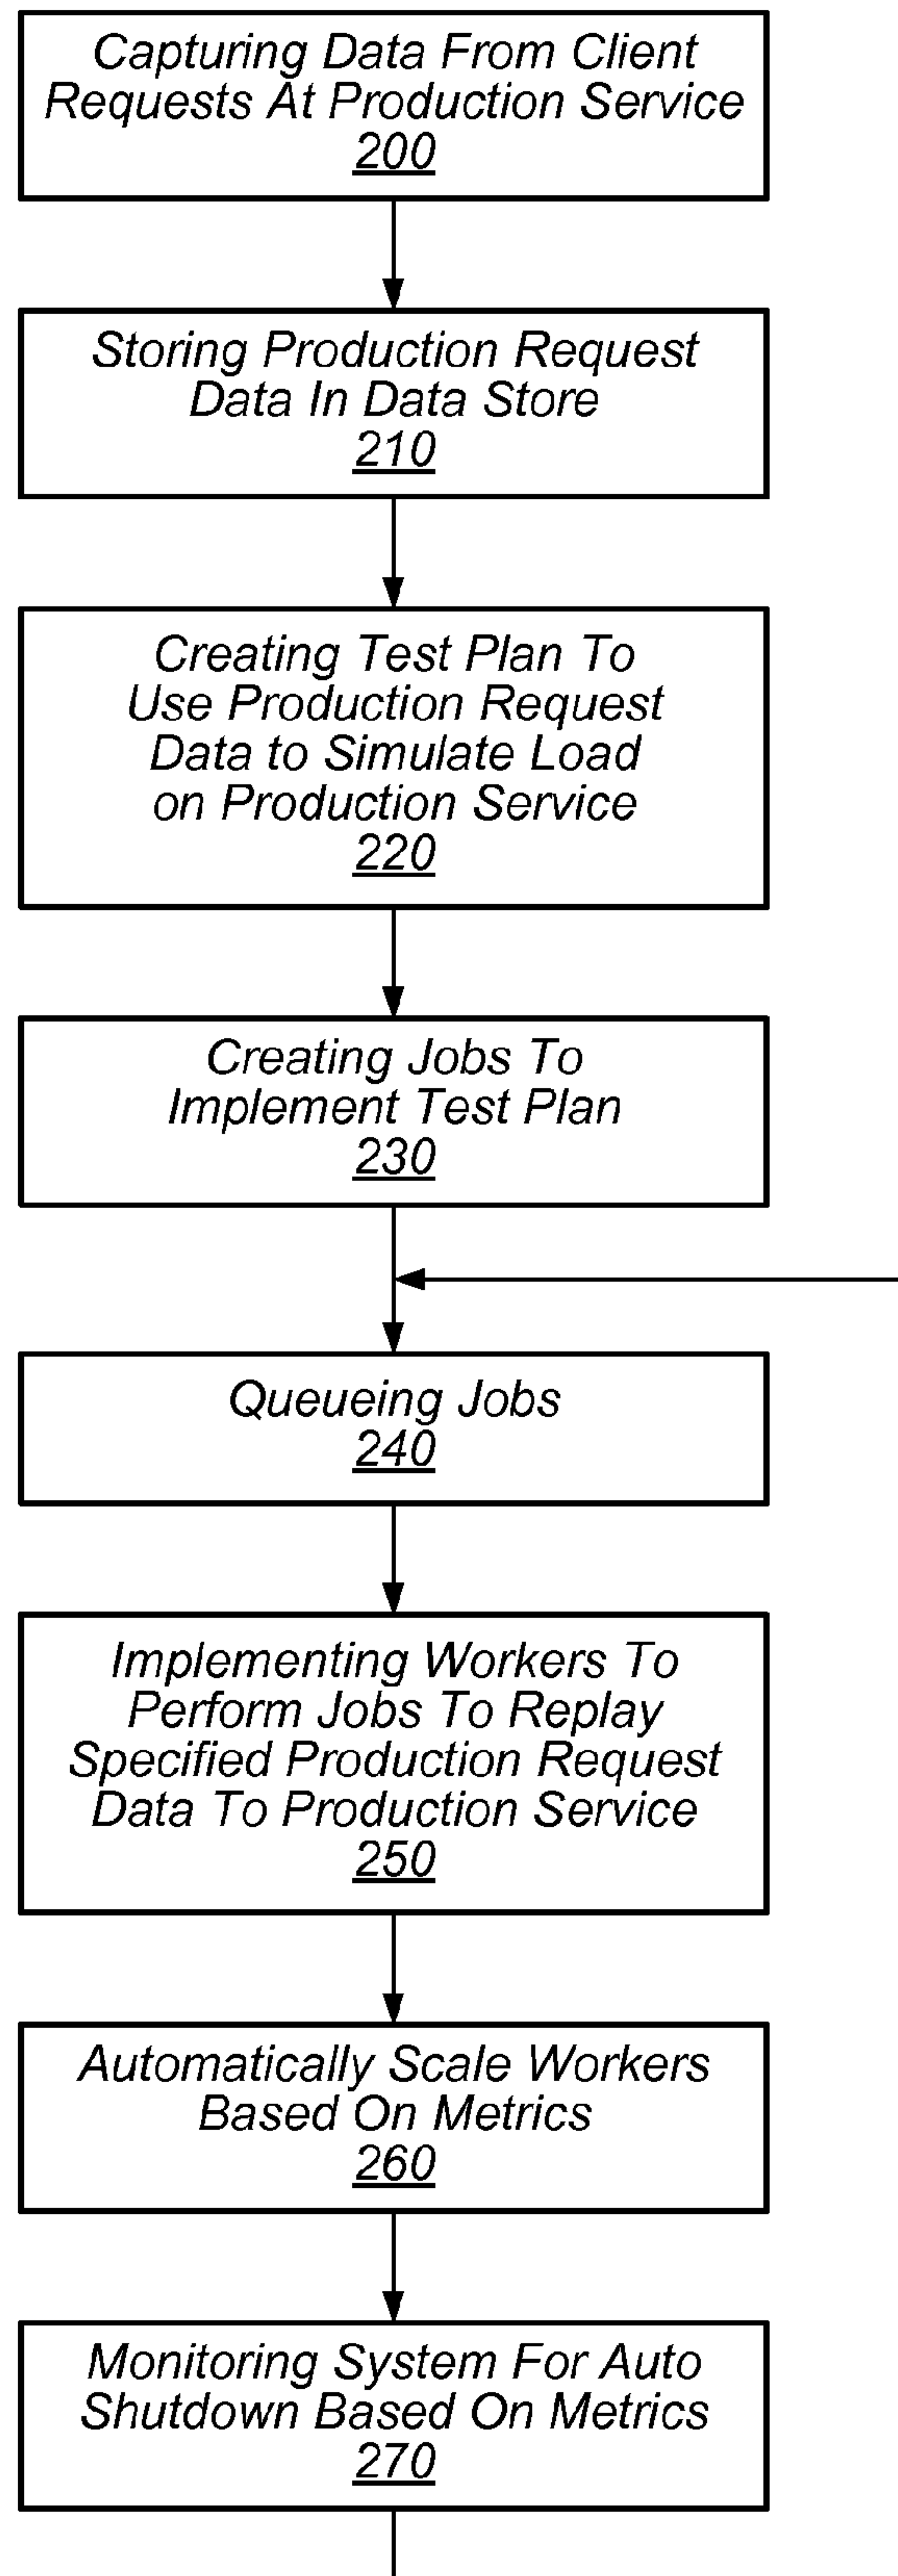 Capturing Data From Client
Requests At Production Service
200
Storing Production Request
Data In Data Store
210
Creating Test Plan To
Use Production Request
Data to Simulate Load
on Production Service
220
Creating Jobs To
Implement Test Plan
230
Queueing Jobs
240
Implementing Workers To
Perform Jobs To Replay
Specified Production Request
Data To Production Service
250
Automatically Scale Workers
Based On Metrics
260
Monitoring System For Auto
Shutdown Based On Metrics
270